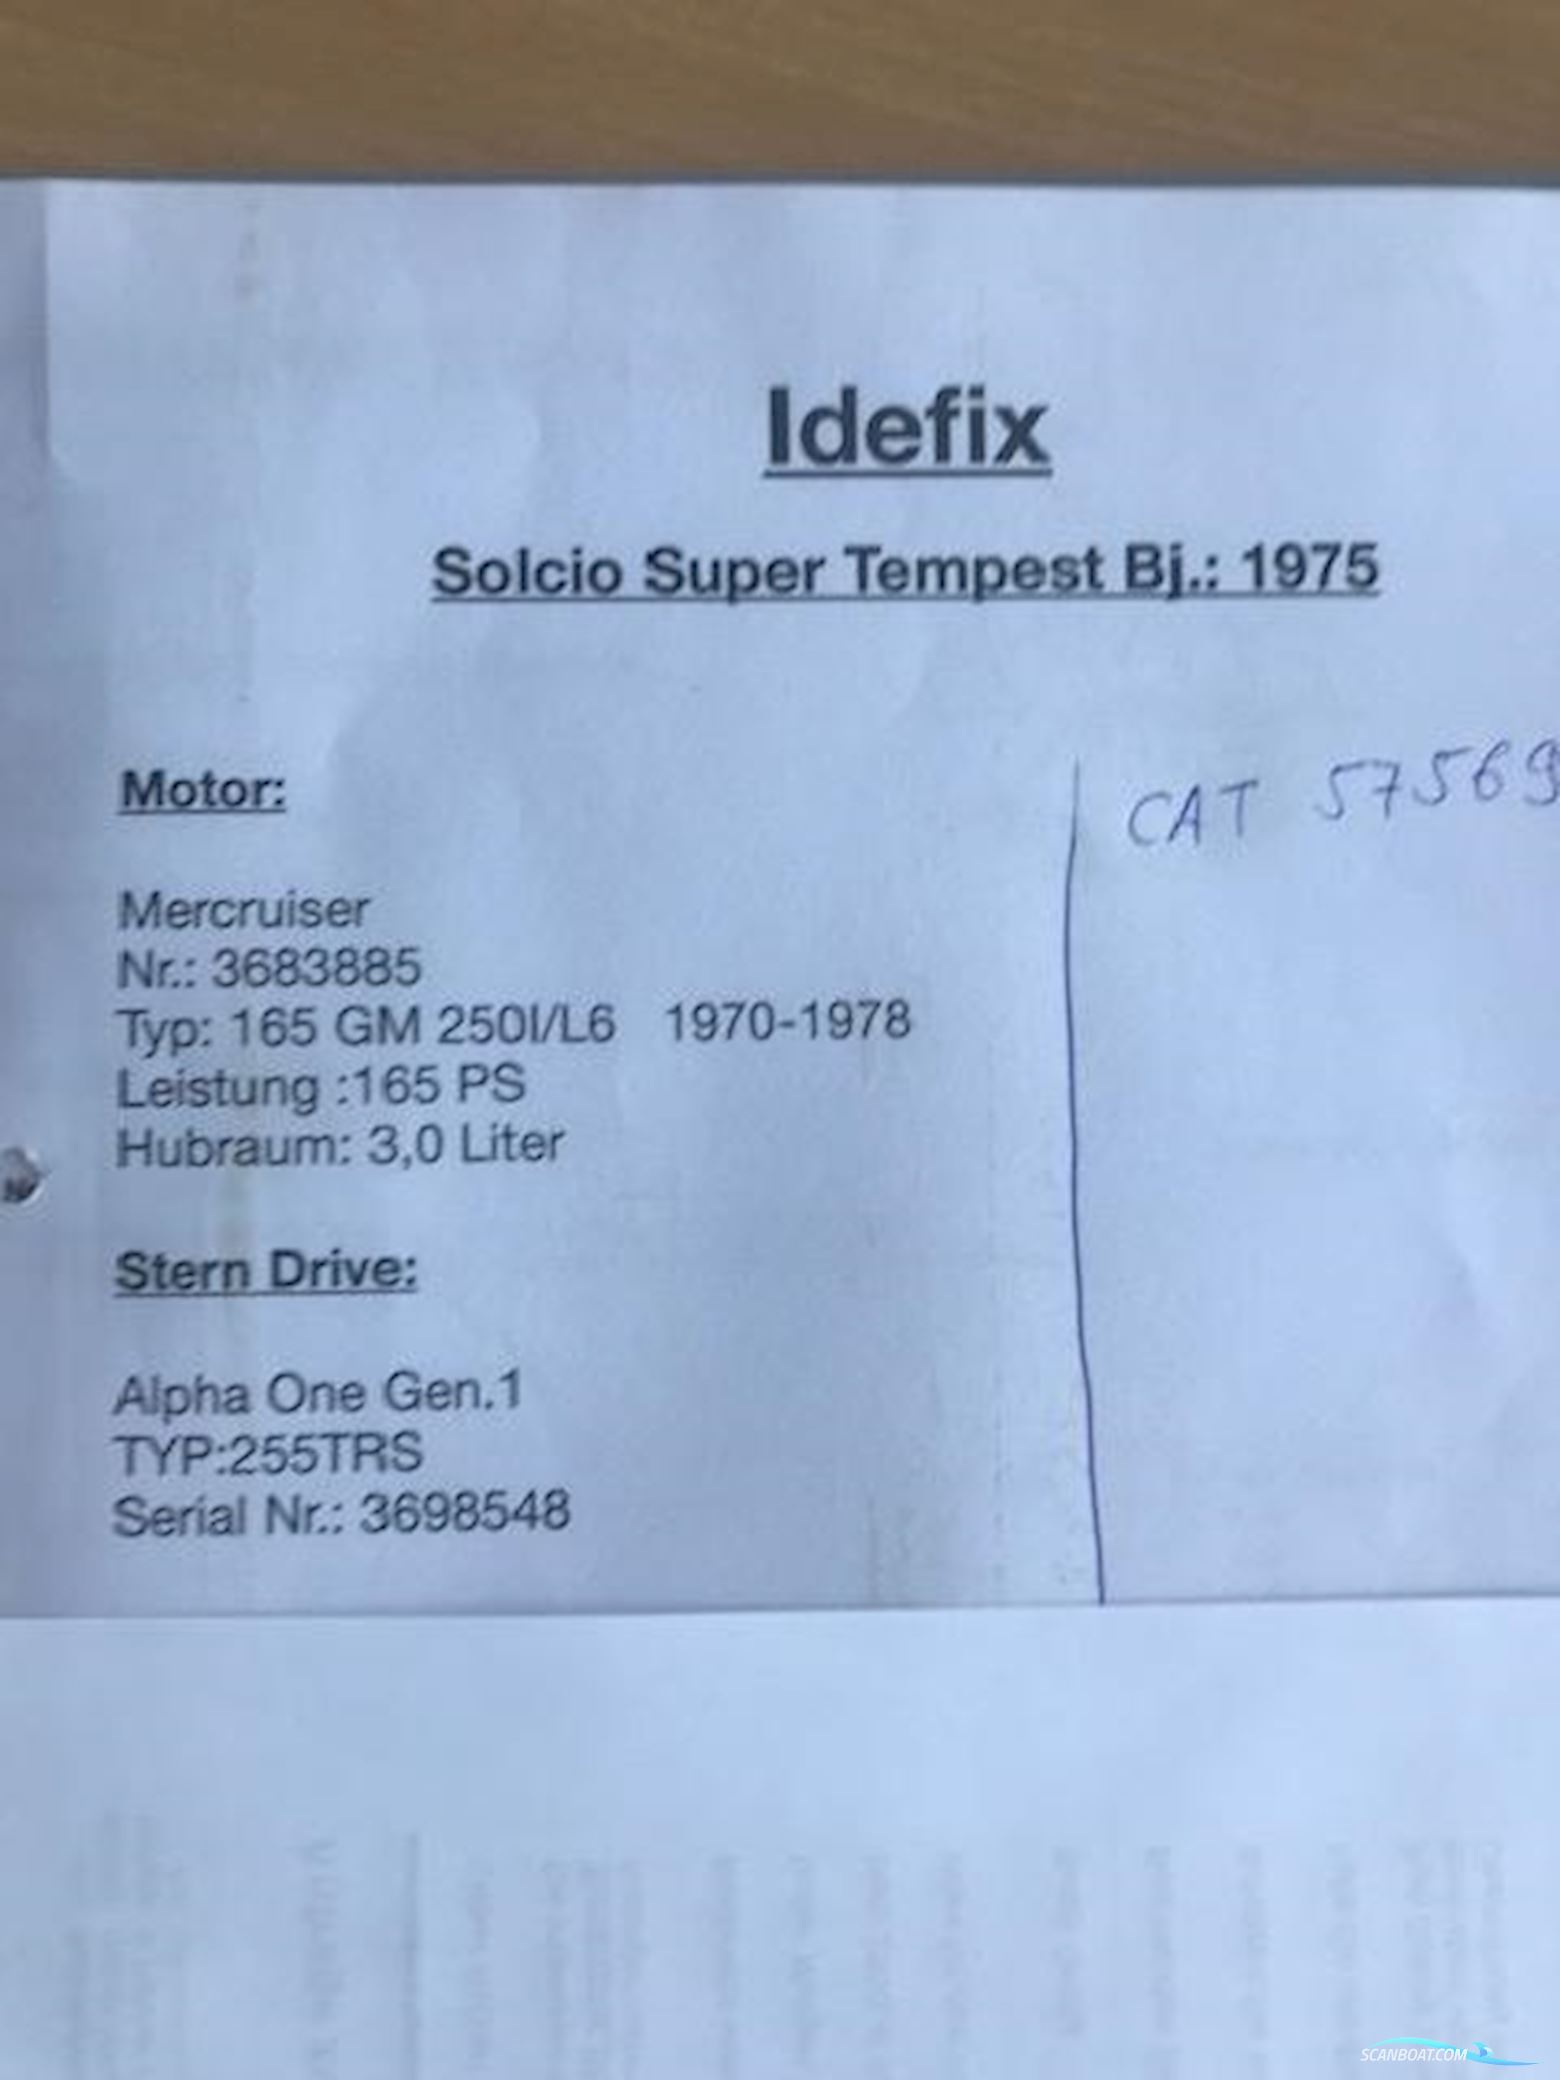 Idefix
Solcio Super Tempest Bj.: 1975
Motor:
CAT 57569
Mercruiser
Nr.: 3683885
Typ: 165 GM 250I/L6 1970-1978
Leistung :165 PS
Hubraum: 3,0 Liter
Stern Drive:
Alpha One Gen.1
TYP:255TRS
Serial Nr.: 3698548
SCANBOAT.COM